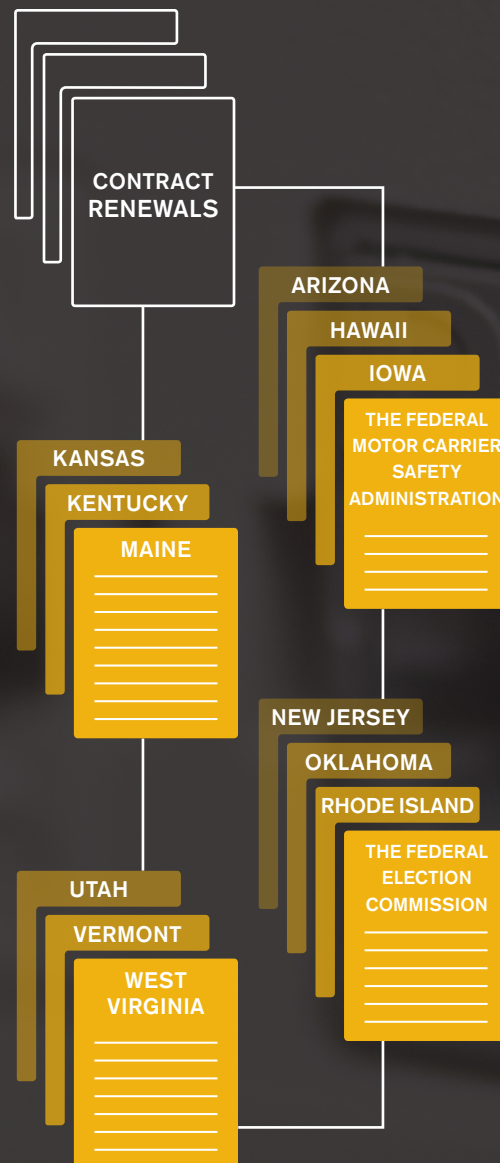 CONTRACT
RENEWALS
ARIZONA
HAWAII
IOWA
THE FEDERAL
MOTOR CARRIER
SAFETY
ADMINISTRATION
KANSAS
KENTUCKY
MAINE
NEW JERSEY
OKLAHOMA
RHODE ISLAND
THE FEDERAL
ELECTION
COMMISSION
UTAH
VERMONT
WEST
VIRGINIA